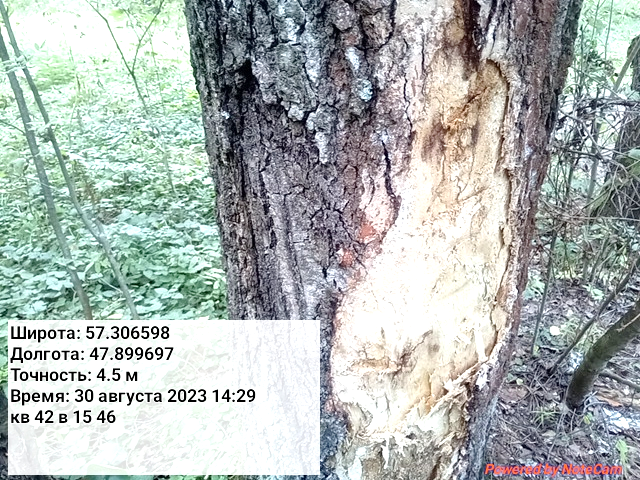 Широта: 57.306598
Долгота: 47.899697
Точность: 4.5 м
Время: 30 августа 2023 14:29
кв 42 в 15 46
Powered by NoteCam